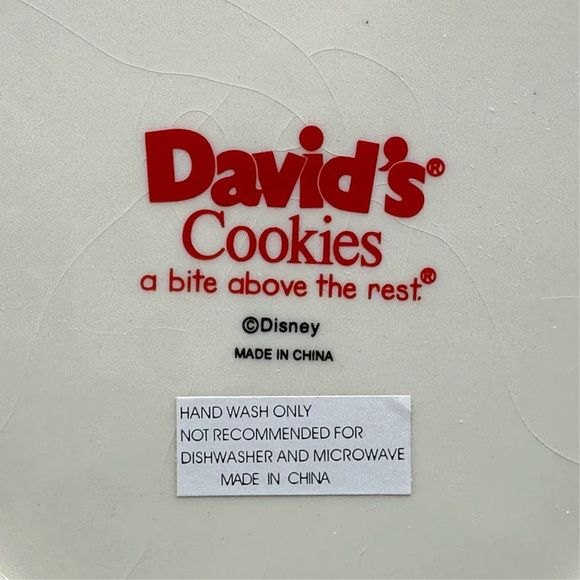 David's®
Cookies
a bite above the rest.®
©Disney
MADE IN CHINA
HAND WASH ONLY
NOT RECOMMENDED FOR
DISHWASHER AND MICROWAVE
MADE IN CHINA